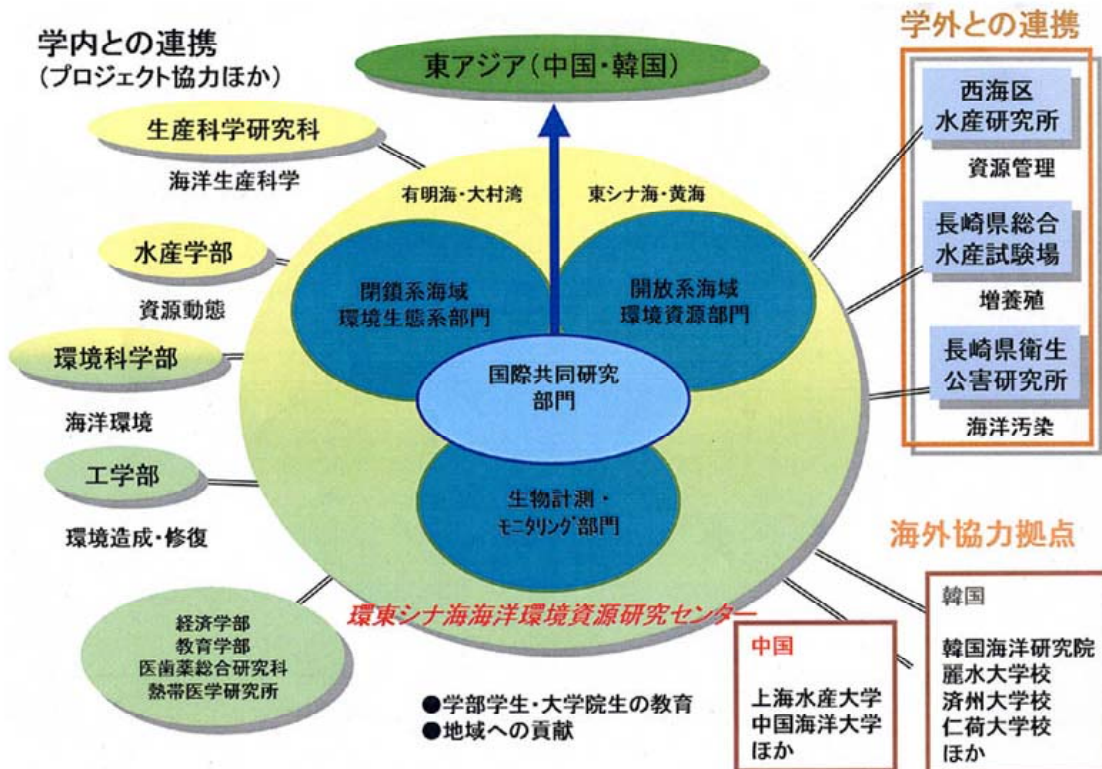 学内との連携
(プロジェクト協力ほか)
東アジア(中国・韓国)
学外との連携
生産科学研究科
海洋生産科学
水産学部
資源動態
環境科学部
海洋環境
工学部
環境造成・修復
経済学部
教育学部
医歯薬総合研究科
熱帯医学研究所
有明海・大村湾
東シナ海・黄海
閉鎖系海域
環境生態系部門
開放系海域
環境資源部門
国際共同研究
部門
生物計測・
モニタリング部門
環東シナ海海洋環境資源研究センター
●学部学生・大学院生の教育
●地域への貢献
西海区
水産研究所
資源管理
長崎県総合
水産試験場
増養殖
長崎県衛生
公害研究所
海洋汚染
海外協力拠点
中国
上海水産大学
中国海洋大学
ほか
韓国
韓国海洋研究院
麗水大学校
済州大学校
仁荷大学校
ほか